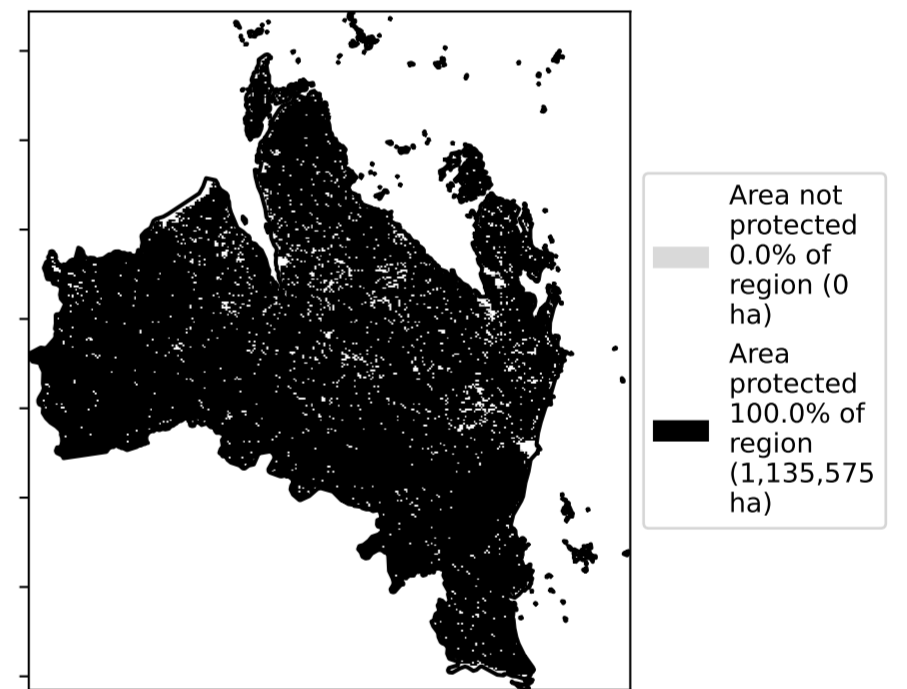 Area not
protected
0.0% of
region (0
ha)
Area
protected
100.0% of
region
(1,135,575
ha)